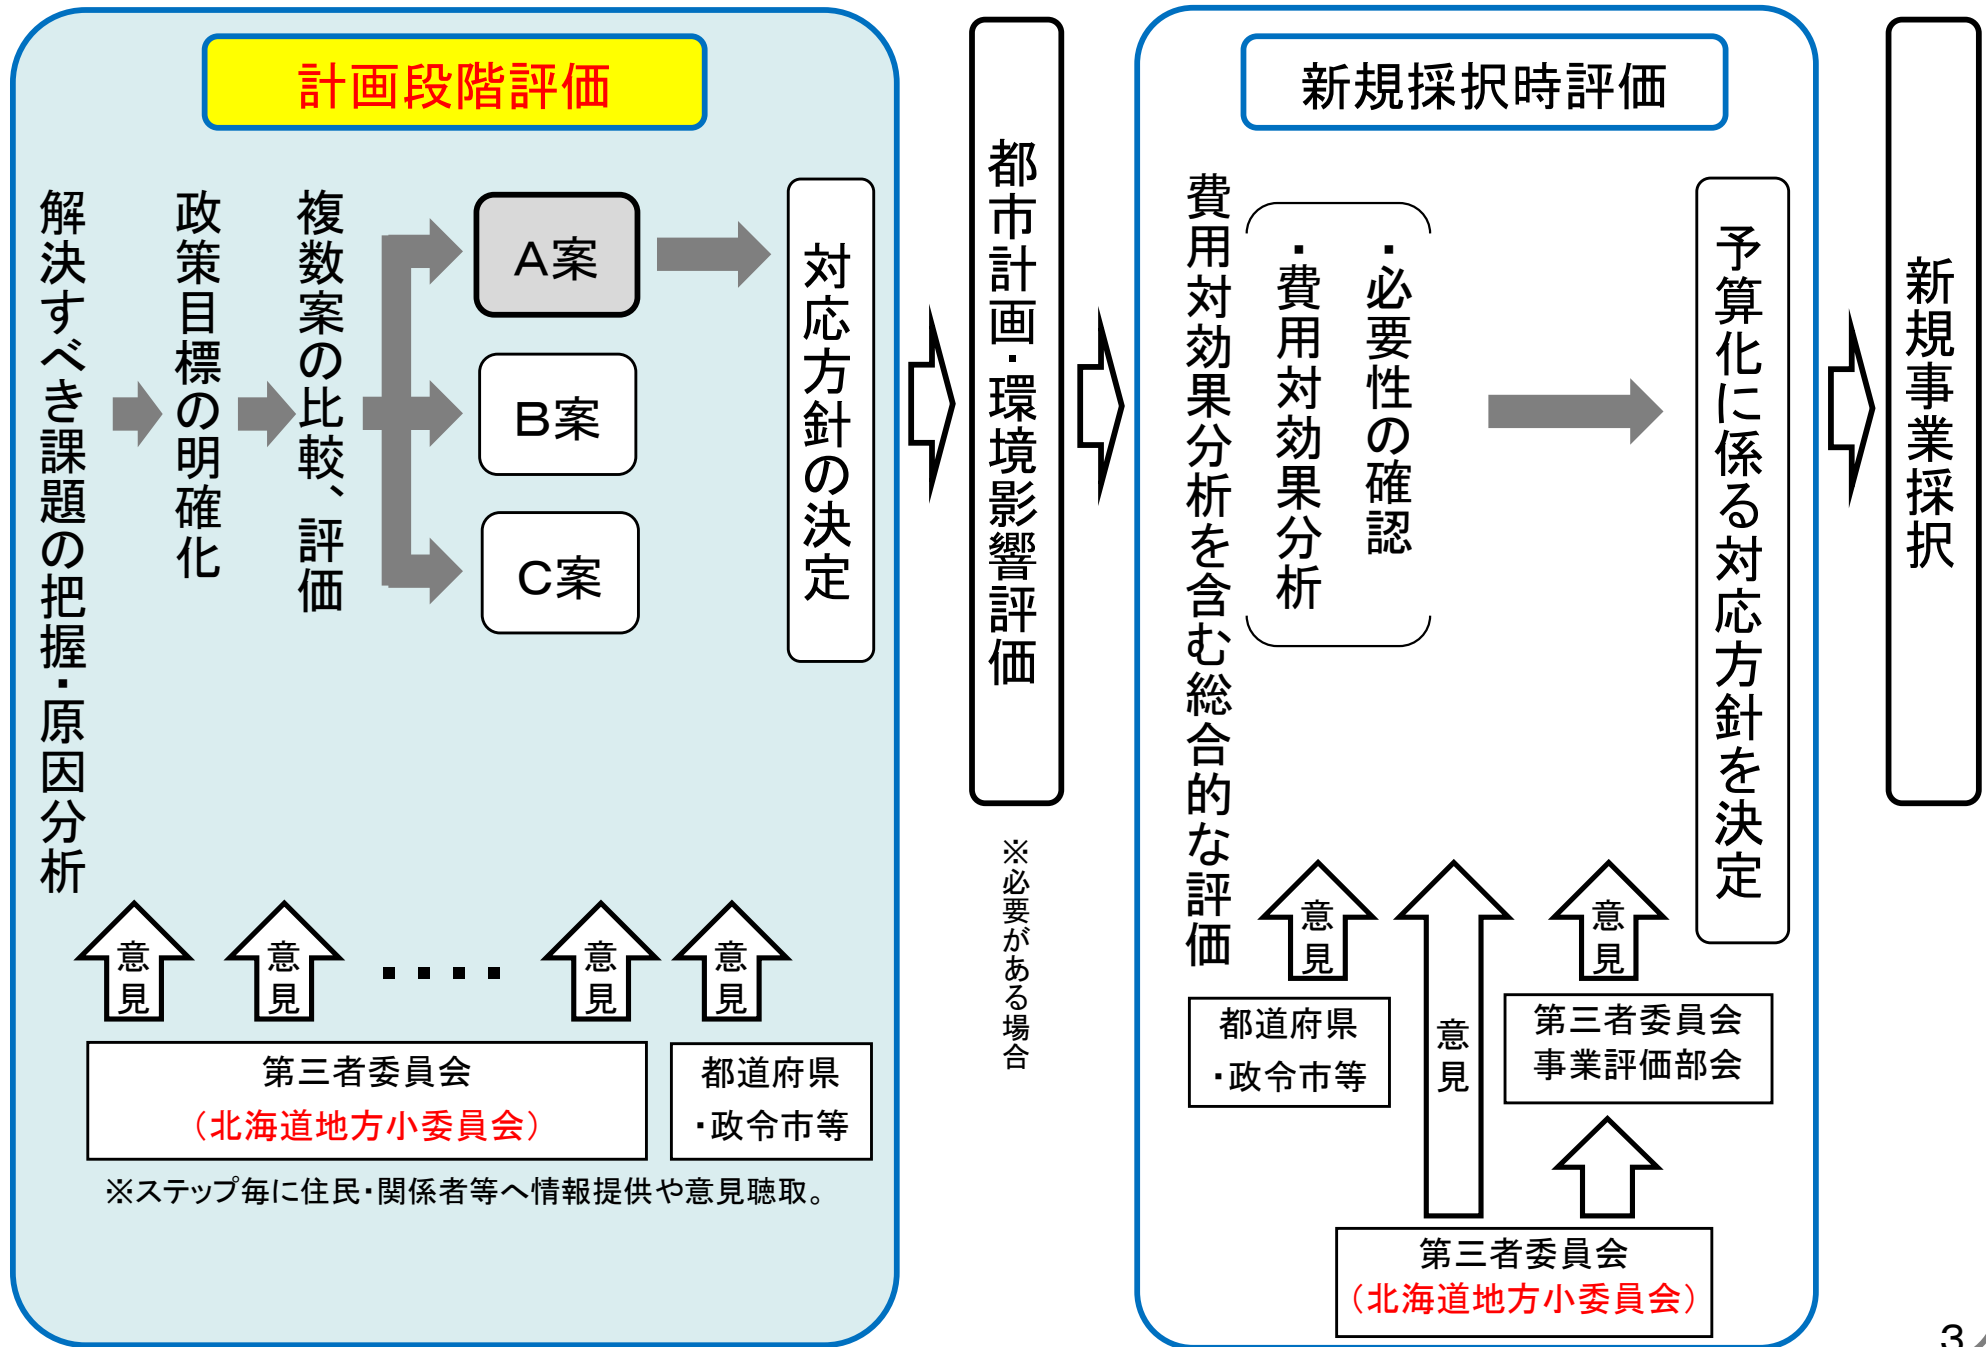 計画段階評価
解決すべき課題の把握・原因分析
政策目標の明確化
複数案の比較、評価
A案
B案
C案
対応方針の決定
意見
意見
・・・・
意見
意見
第三者委員会
（北海道地方小委員会）
都道府県
・政令市等
※ステップ毎に住民・関係者等へ情報提供や意見聴取。
都市計画・環境影響評価
※必要がある場合
新規採択時評価
費用対効果分析を含む総合的な評価
・必要性の確認
・費用対効果分析
予算化に係る対応方針を決定
意見
意見
意見
都道府県
・政令市等
第三者委員会
事業評価部会
第三者委員会
（北海道地方小委員会）
新規事業採択
3